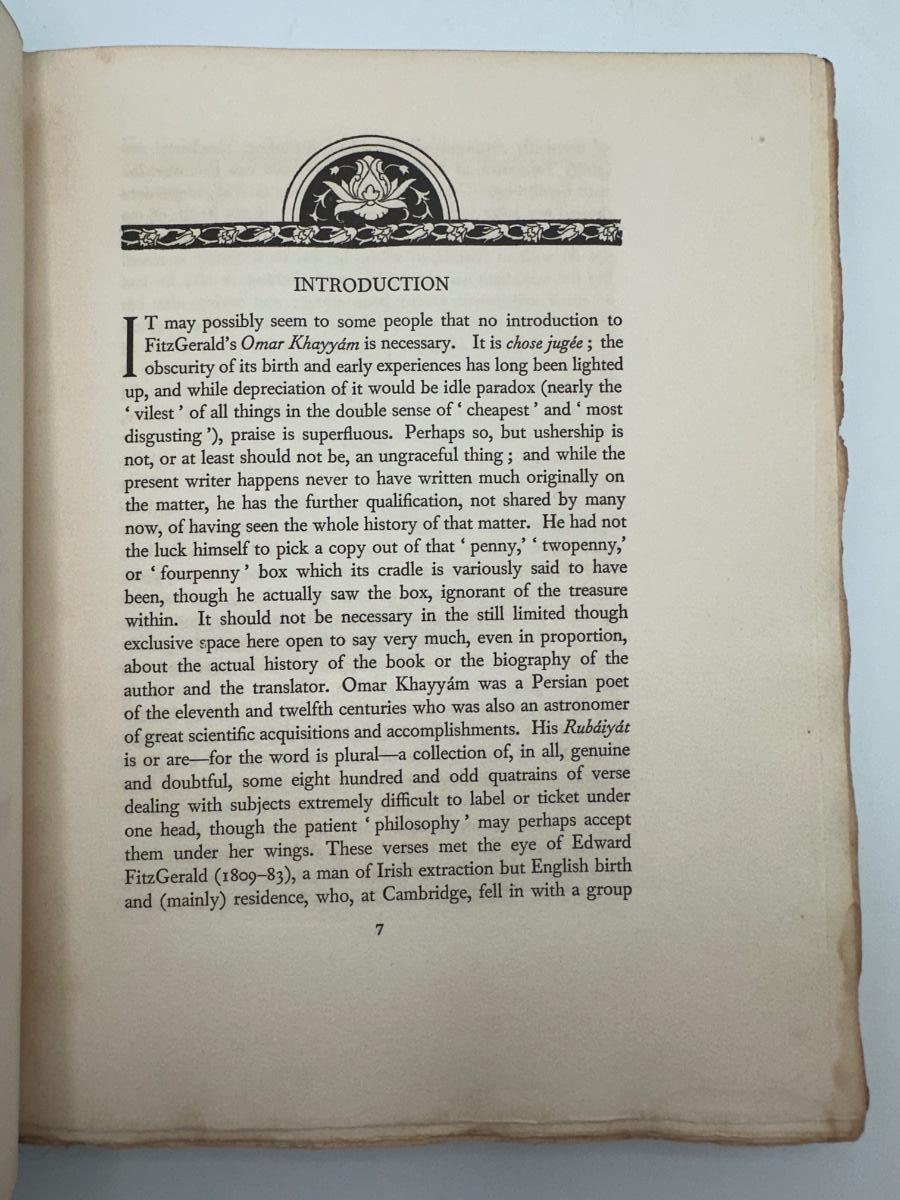 INTRODUCTION
IT may possibly seem to some people that no introduction to
FitzGerald's Omar Khayyám is necessary. It is chose jugée ; the
obscurity of its birth and early experiences has long been lighted
up, and while depreciation of it would be idle paradox (nearly the
‘ vilest ’ of all things in the double sense of ‘ cheapest ’ and ‘ most
disgusting ’), praise is superfluous. Perhaps so, but ushership is
not, or at least should not be, an ungraceful thing ; and while the
present writer happens never to have written much originally on
the matter, he has the further qualification, not shared by many
now, of having seen the whole history of that matter. He had not
the luck himself to pick a copy out of that ‘ penny,’ ‘ twopenny,’
or ‘ fourpenny ’ box which its cradle is variously said to have
been, though he actually saw the box, ignorant of the treasure
within. It should not be necessary in the still limited though
exclusive space here open to say very much, even in proportion,
about the actual history of the book or the biography of the
author and the translator. Omar Khayyám was a Persian poet
of the eleventh and twelfth centuries who was also an astronomer
of great scientific acquisitions and accomplishments. His Rubáiyát
is or are—for the word is plural—a collection of, in all, genuine
and doubtful, some eight hundred and odd quatrains of verse
dealing with subjects extremely difficult to label or ticket under
one head, though the patient ‘ philosophy ’ may perhaps accept
them under her wings. These verses met the eye of Edward
FitzGerald (1809–83), a man of Irish extraction but English birth
and (mainly) residence, who, at Cambridge, fell in with a group
7